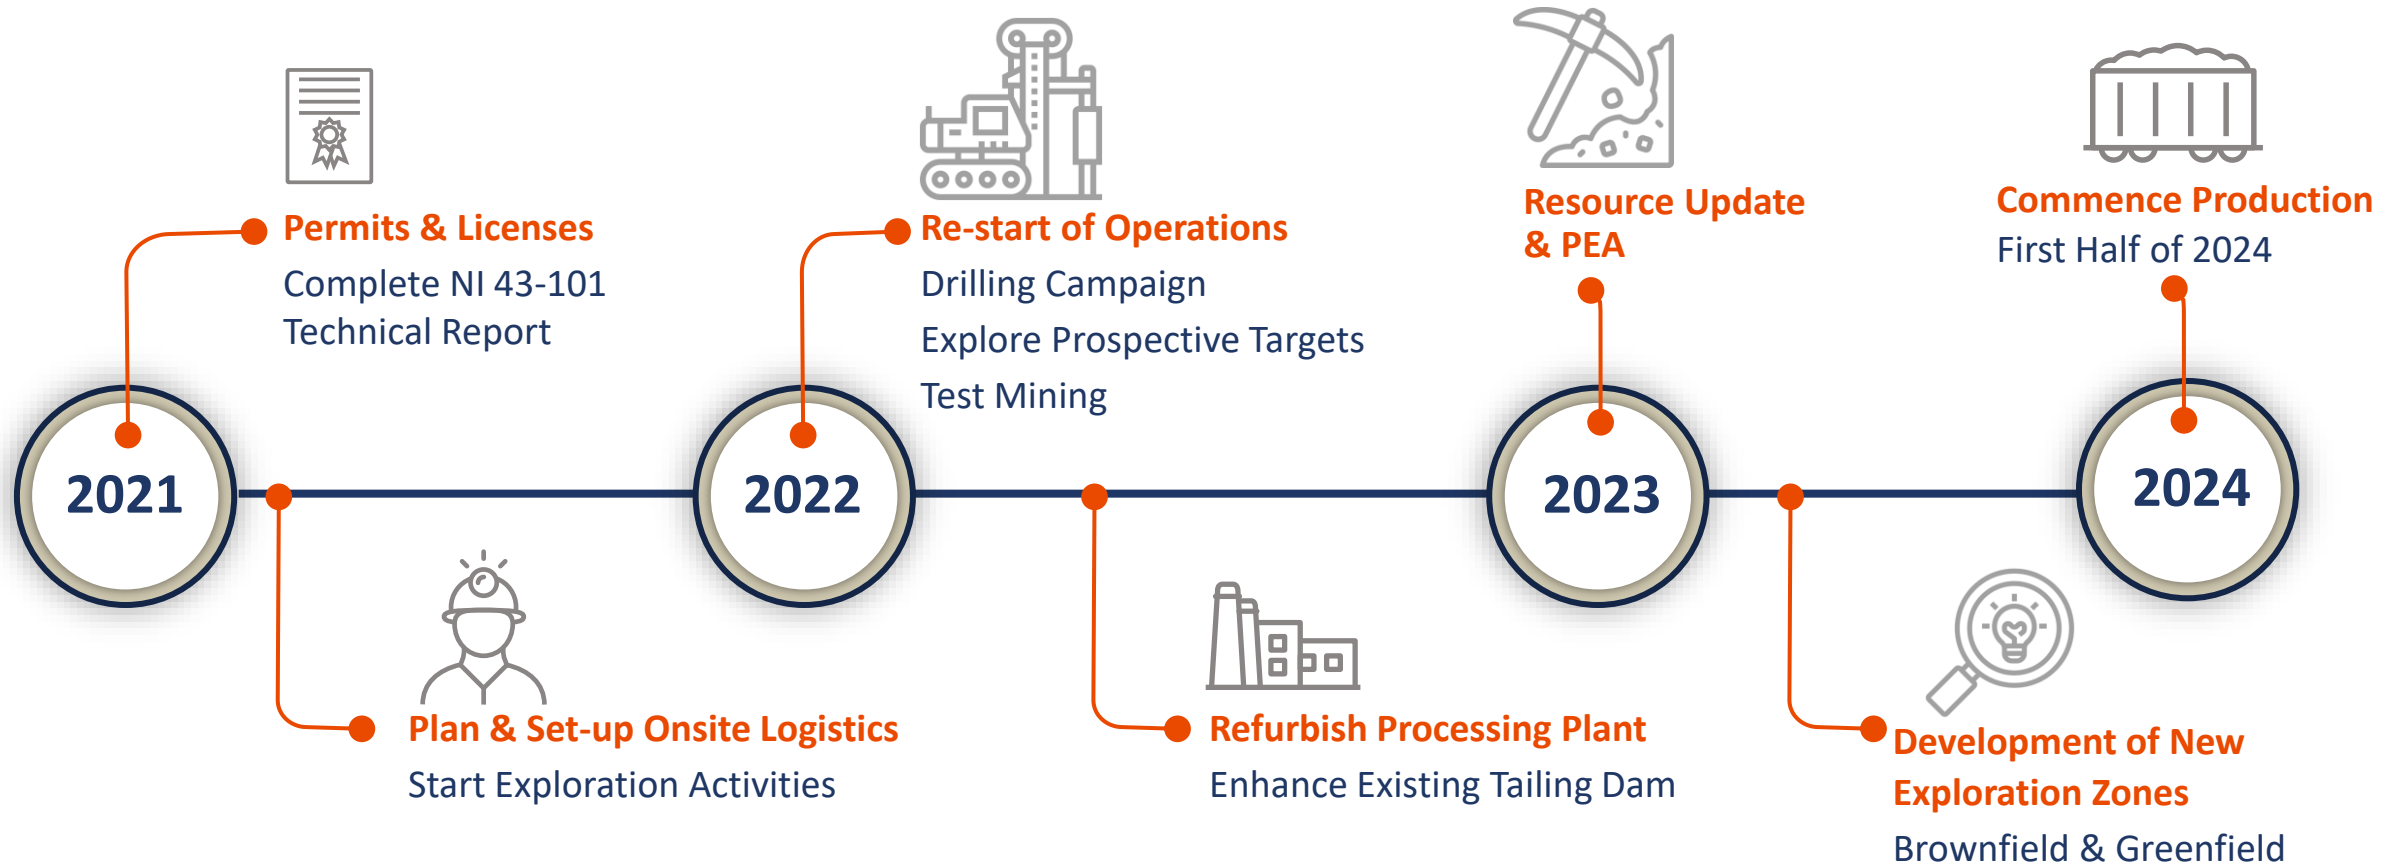 Permits & Licenses
Complete NI 43-101
Technical Report
Re-start of Operations
Drilling Campaign
Explore Prospective Targets
Test Mining
Resource Update
& PEA
Commence Production
First Half of 2024
2021
2022
2023
2024
Plan & Set-up Onsite Logistics
Start Exploration Activities
Refurbish Processing Plant
Enhance Existing Tailing Dam
Development of New
Exploration Zones
Brownfield & Greenfield